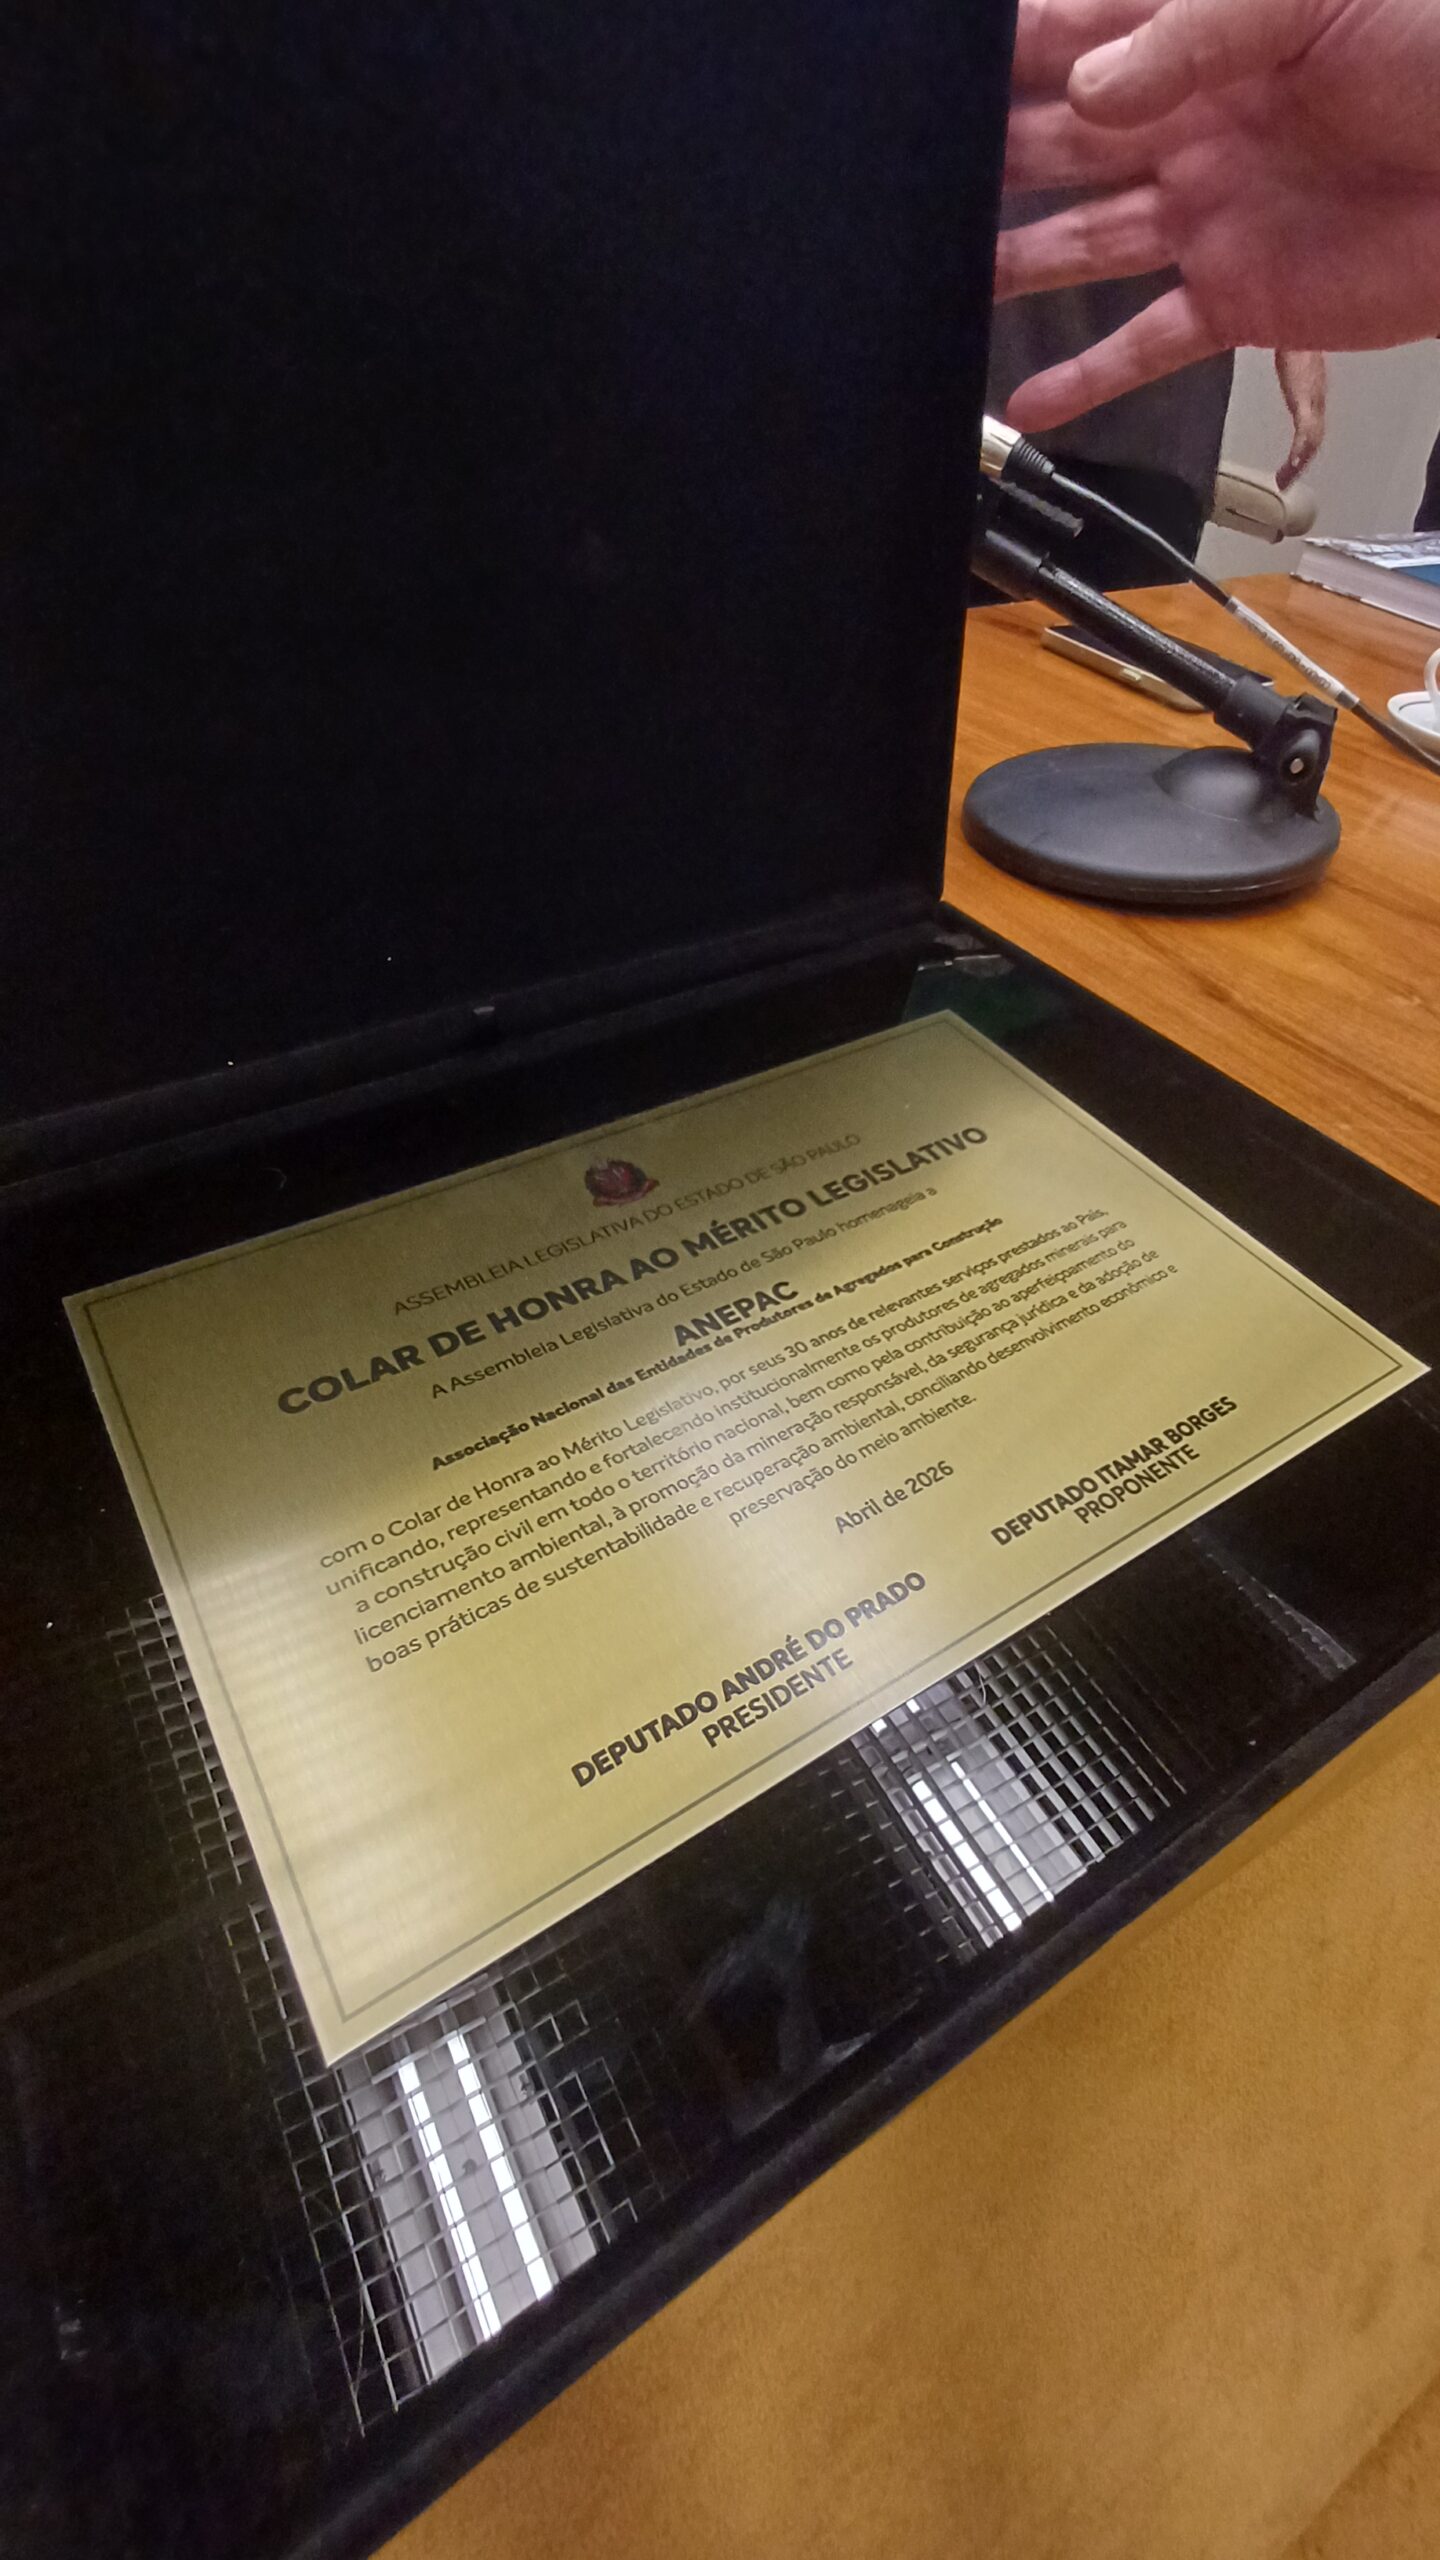 ASSEMBLEIA LEGISLATIVA DO ESTADO DE SÃO PAULO
COLAR DE HONRA AO MÉRITO LEGISLATIVO
A Assembleia Legislativa do Estado de São Paulo homenageia a
ANEPAC
Associação Nacional das Entidades de Produtores de Agregados para Construção
com o Colar de Honra ao Mérito Legislativo, por seus 30 anos de relevantes serviços prestados ao País,
unificando, representando e fortalecendo institucionalmente os produtores de agregados minerais para
a construção civil em todo o território nacional, bem como pela contribuição ao aperfeiçoamento do
licenciamento ambiental, à promoção da mineração responsável, da segurança jurídica e da adoção de
boas práticas de sustentabilidade e recuperação ambiental, conciliando desenvolvimento econômico e
preservação do meio ambiente.
Abril de 2026
DEPUTADO ANDRÉ DO PRADO
PRESIDENTE
DEPUTADO ITAMAR BORGES
PROPONENTE